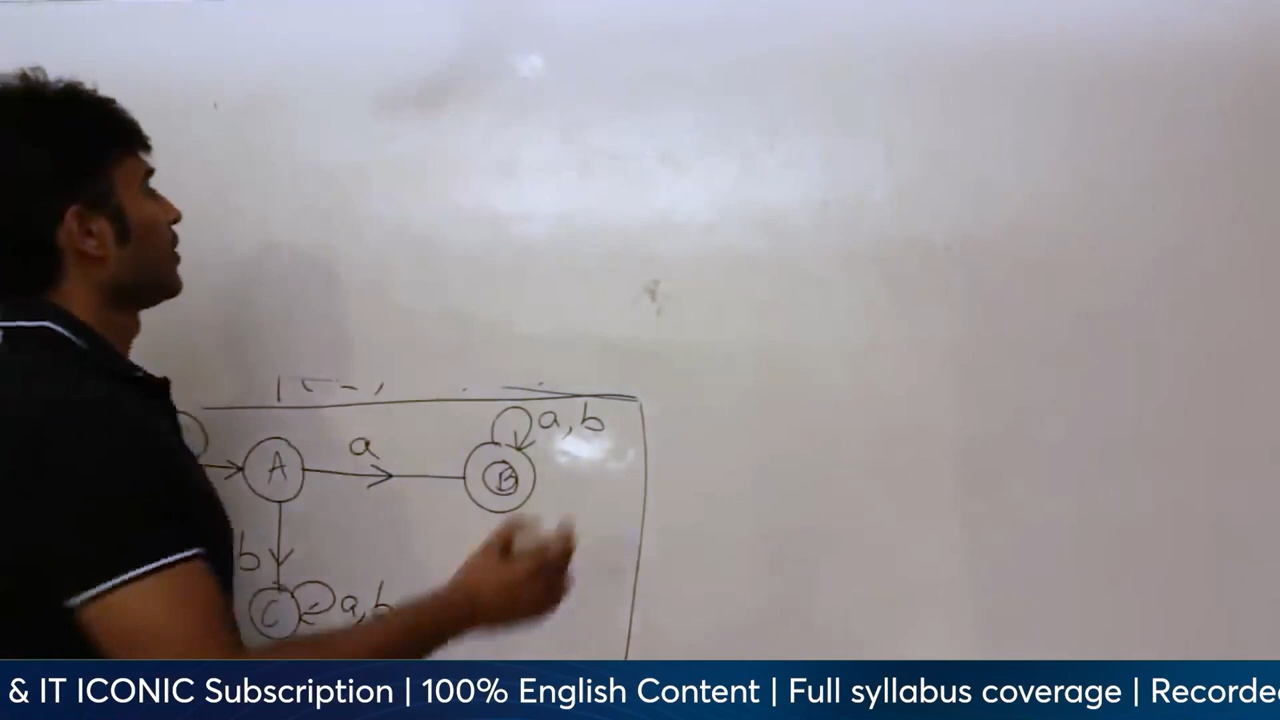 a, b
A a B
b
C a, b
& IT ICONIC Subscription | 100% English Content | Full syllabus coverage | Recorde